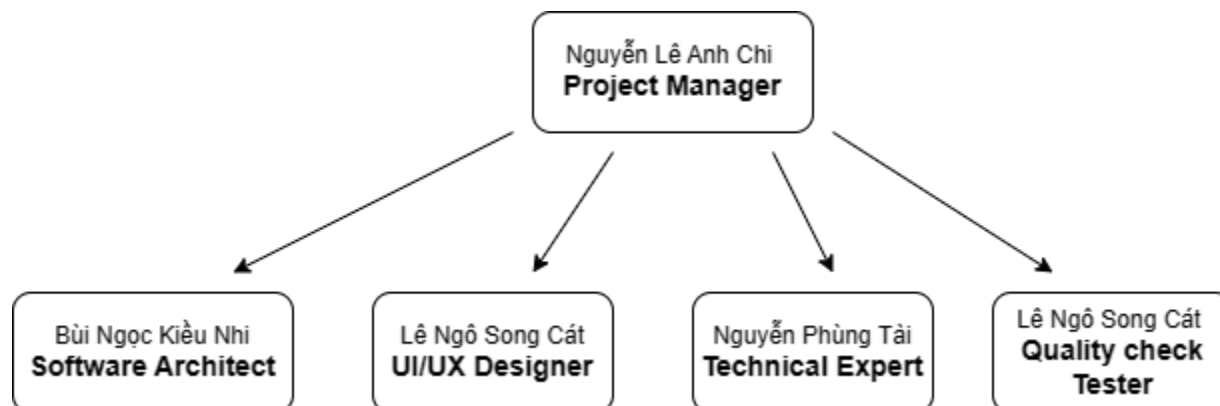 Nguyễn Lê Anh Chi
Project Manager
Bùi Ngọc Kiều Nhi
Software Architect
Lê Ngô Song Cát
UI/UX Designer
Nguyễn Phùng Tài
Technical Expert
Lê Ngô Song Cát
Quality check
Tester